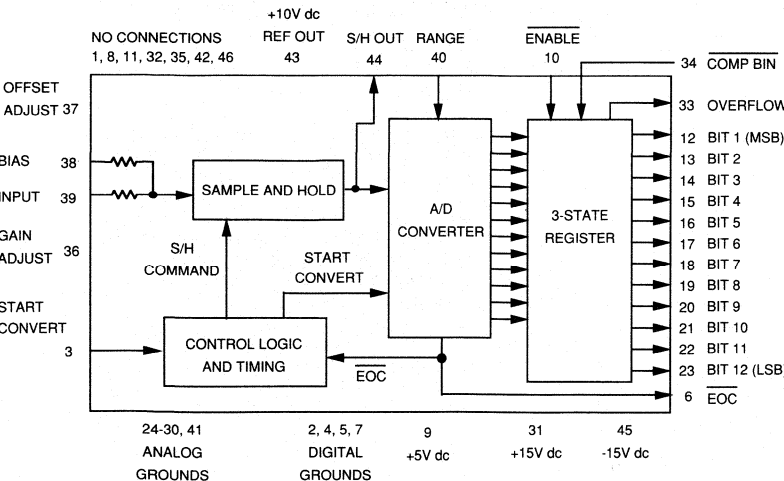 +10V dc
NO CONNECTIONS REF OUT S/H OUT RANGE ENABLE
1, 8, 11, 32, 35, 42, 46 43 44 40 10
34 COMP BIN
OFFSET
ADJUST 37
33 OVERFLOW
12 BIT 1 (MSB)
BIAS 38
13 BIT 2
14 BIT 3
INPUT 39
SAMPLE AND HOLD
15 BIT 4
A/D
CONVERTER
3-STATE
REGISTER
16 BIT 5
GAIN
ADJUST 36
17 BIT 6
S/H
COMMAND
START
CONVERT
18 BIT 7
19 BIT 8
START
CONVERT
3
20 BIT 9
21 BIT 10
CONTROL LOGIC
AND TIMING
22 BIT 11
EOC
23 BIT 12 (LSB)
6 EOC
24-30, 41
ANALOG
GROUNDS
2, 4, 5, 7
DIGITAL
GROUNDS
9
+5V dc
31
+15V dc
45
-15V dc